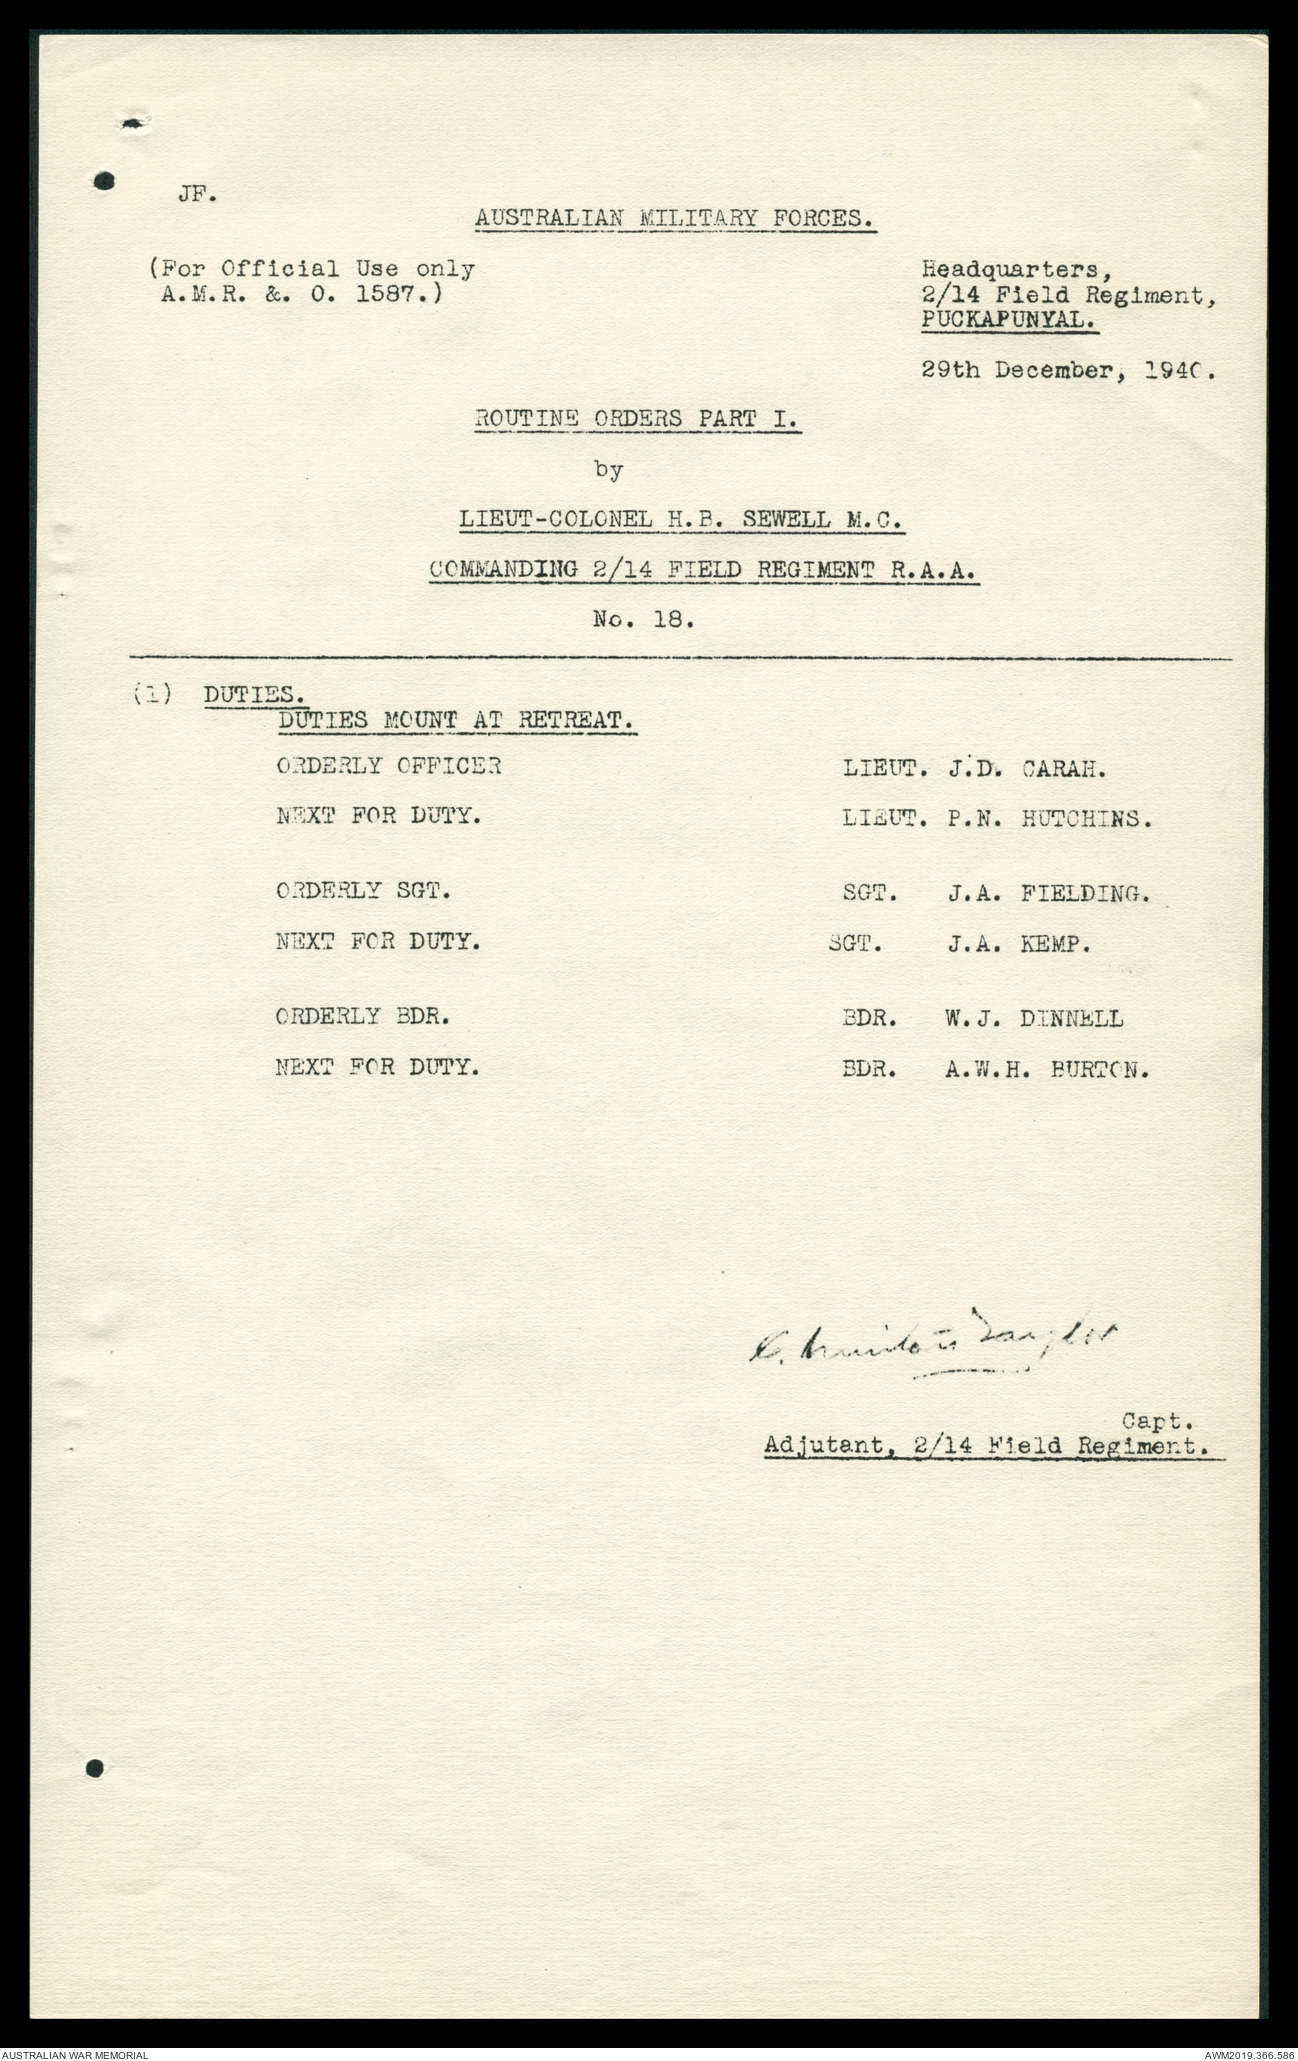 JF.
AUSTRALIAN MILITARY FORCES.
(For Official Use only
A.M.R. &. O. 1587.)
Headquarters,
2/14 Field Regiment,
PUCKAPUNYAL.
29th December, 1940.
ROUTINE ORDERS PART I.
by
LIEUT-COLONEL H.B. SEWELL M.C.
COMMANDING 2/14 FIELD REGIMENT R.A.A.
No. 18.
(1) DUTIES.
DUTIES MOUNT AT RETREAT.
ORDERLY OFFICER LIEUT. J.D. CARAH.
NEXT FOR DUTY. LIEUT. P.N. HUTCHINS.
ORDERLY SGT. SGT. J.A. FIELDING.
NEXT FOR DUTY. SGT. J.A. KEMP.
ORDERLY BDR. BDR. W.J. DINNELL
NEXT FOR DUTY. BDR. A.W.H. BURTON.
Capt.
Adjutant, 2/14 Field Regiment.
AUSTRALIAN WAR MEMORIAL
AWM2019.366.586